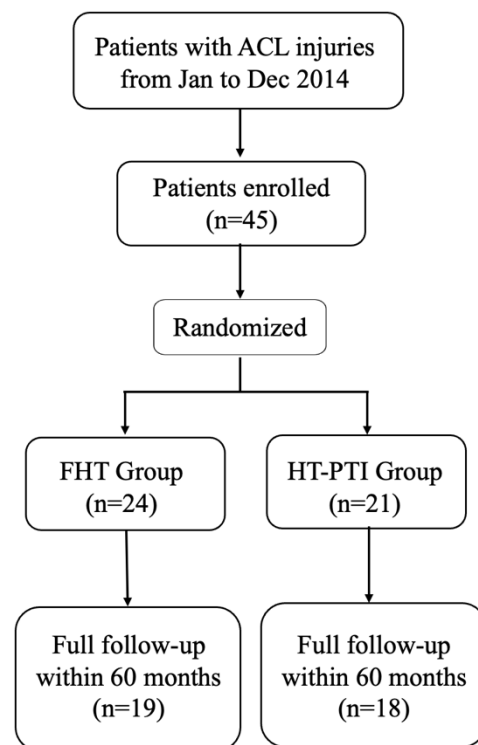 Patients with ACL injuries
from Jan to Dec 2014
Patients enrolled
(n=45)
Randomized
FHT Group
(n=24)
HT-PTI Group
(n=21)
Full follow-up
within 60 months
(n=19)
Full follow-up
within 60 months
(n=18)